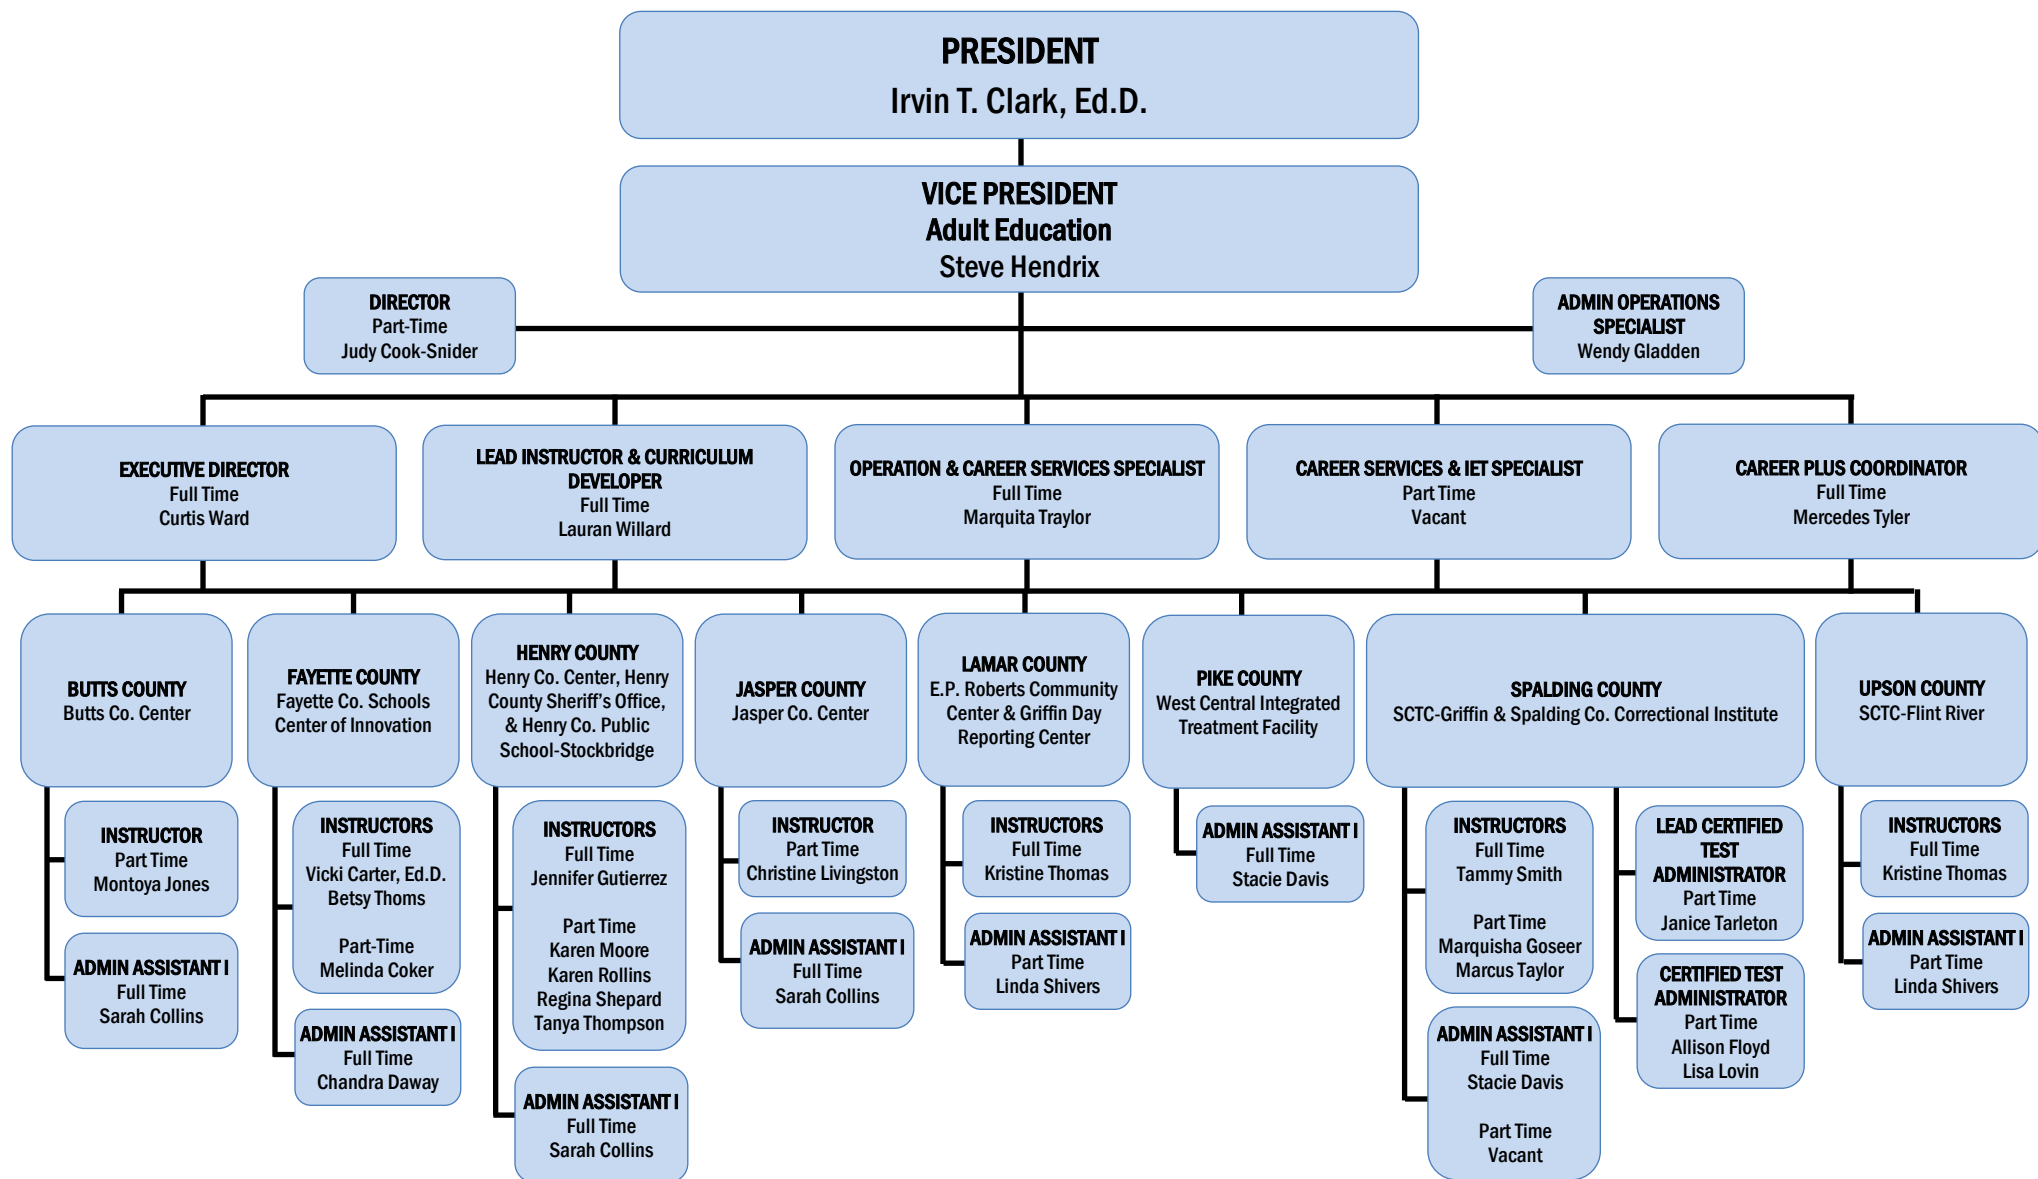 PRESIDENT
Irvin T. Clark, Ed.D.
VICE PRESIDENT
Adult Education
Steve Hendrix
DIRECTOR
Part-Time
Judy Cook-Snider
ADMIN OPERATIONS
SPECIALIST
Wendy Gladden
EXECUTIVE DIRECTOR
Full Time
Curtis Ward
LEAD INSTRUCTOR & CURRICULUM
DEVELOPER
Full Time
Lauran Willard
OPERATION & CAREER SERVICES SPECIALIST
Full Time
Marquita Traylor
CAREER SERVICES & IET SPECIALIST
Part Time
Vacant
CAREER PLUS COORDINATOR
Full Time
Mercedes Tyler
BUTTS COUNTY
Butts Co. Center
FAYETTE COUNTY
Fayette Co. Schools
Center of Innovation
HENRY COUNTY
Henry Co. Center, Henry
County Sheriff's Office,
& Henry Co. Public
School-Stockbridge
JASPER COUNTY
Jasper Co. Center
LAMAR COUNTY
E.P. Roberts Community
Center & Griffin Day
Reporting Center
PIKE COUNTY
West Central Integrated
Treatment Facility
SPALDING COUNTY
SCTC-Griffin & Spalding Co. Correctional Institute
UPSON COUNTY
SCTC-Flint River
INSTRUCTOR
Part Time
Montoya Jones
ADMIN ASSISTANT I
Full Time
Sarah Collins
INSTRUCTORS
Full Time
Vicki Carter, Ed.D.
Betsy Thoms
Part-Time
Melinda Coker
ADMIN ASSISTANT I
Full Time
Chandra Daway
INSTRUCTORS
Full Time
Jennifer Gutierrez
Part Time
Karen Moore
Karen Rollins
Regina Shepard
Tanya Thompson
ADMIN ASSISTANT I
Full Time
Sarah Collins
INSTRUCTOR
Part Time
Christine Livingston
ADMIN ASSISTANT I
Full Time
Sarah Collins
INSTRUCTORS
Full Time
Kristine Thomas
ADMIN ASSISTANT I
Part Time
Linda Shivers
ADMIN ASSISTANT I
Full Time
Stacie Davis
INSTRUCTORS
Full Time
Tammy Smith
Part Time
Marquisha Goseer
Marcus Taylor
ADMIN ASSISTANT I
Full Time
Stacie Davis
Part Time
Vacant
LEAD CERTIFIED
TEST
ADMINISTRATOR
Part Time
Janice Tarleton
CERTIFIED TEST
ADMINISTRATOR
Part Time
Allison Floyd
Lisa Lovin
INSTRUCTORS
Full Time
Kristine Thomas
ADMIN ASSISTANT I
Part Time
Linda Shivers